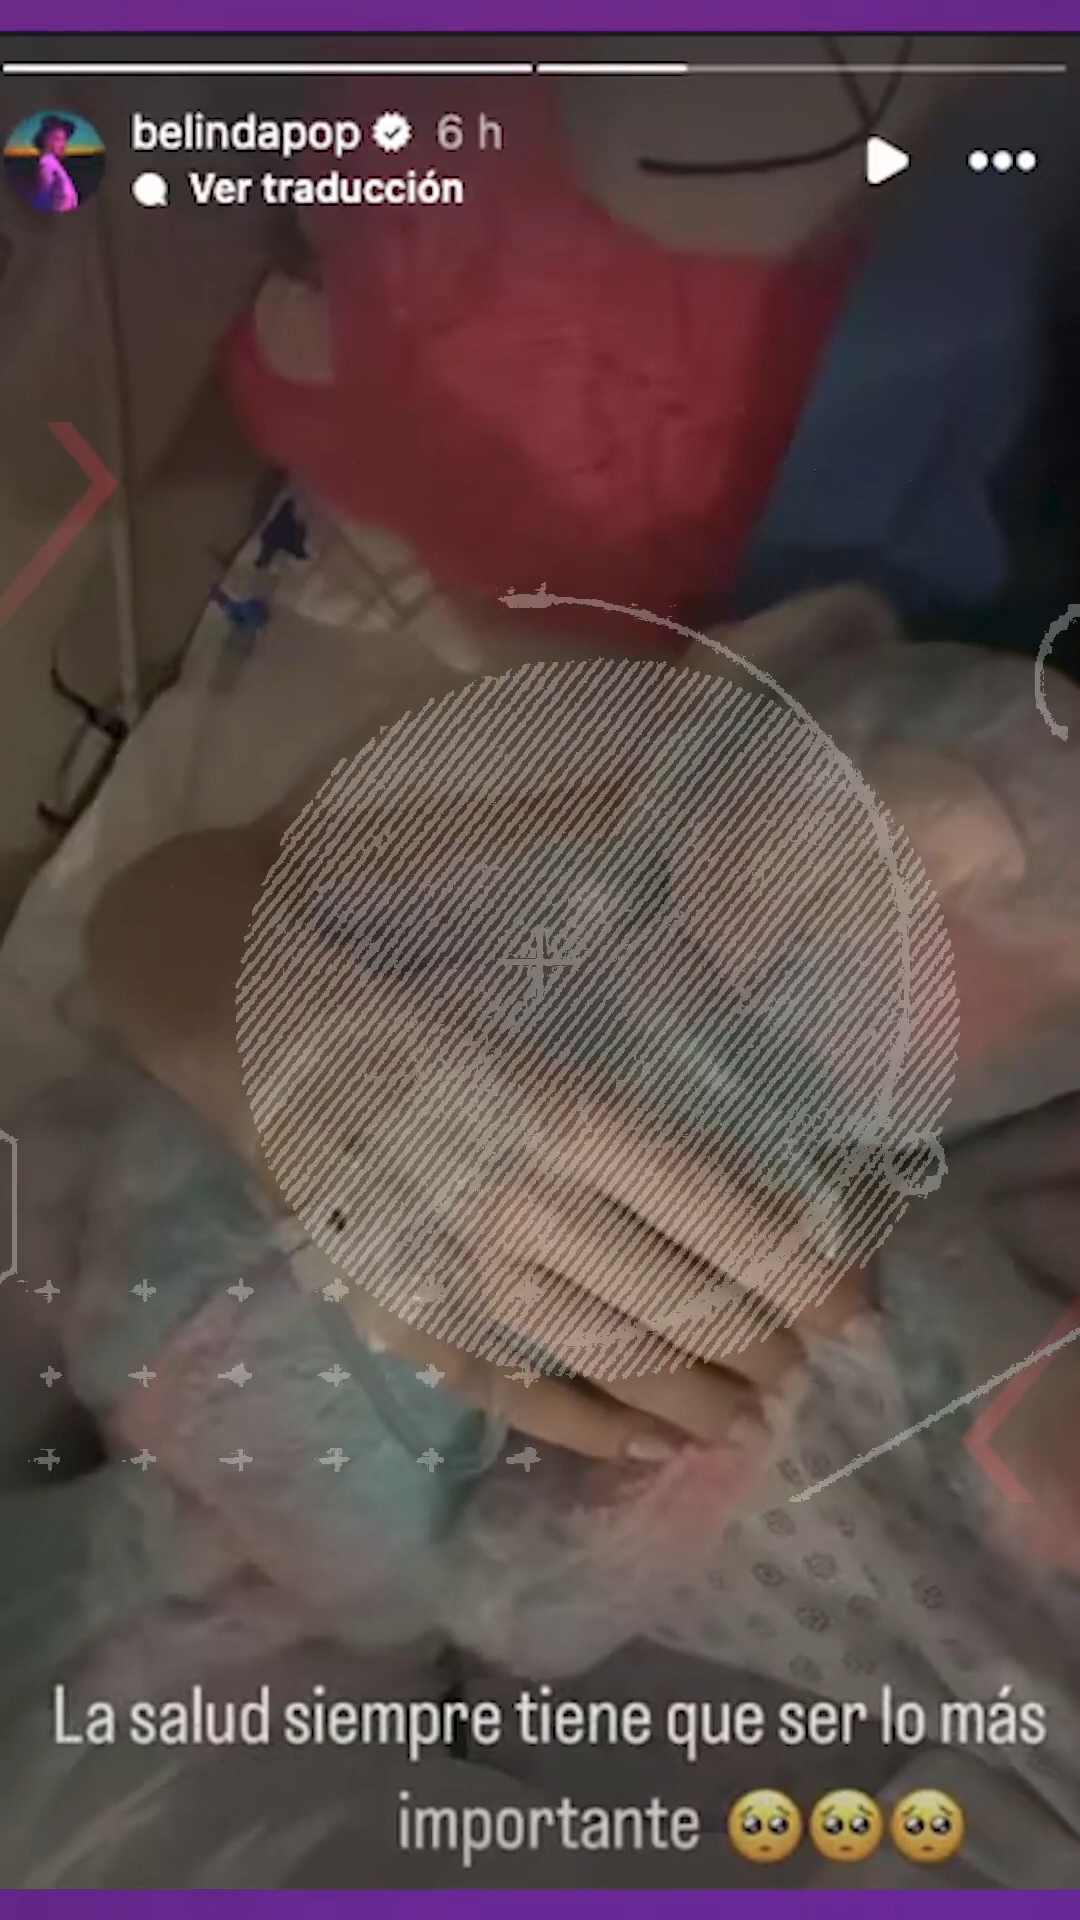 belindapop 6 h
Ver traducción
La salud siempre tiene que ser lo más
importante 🥺🥺🥺